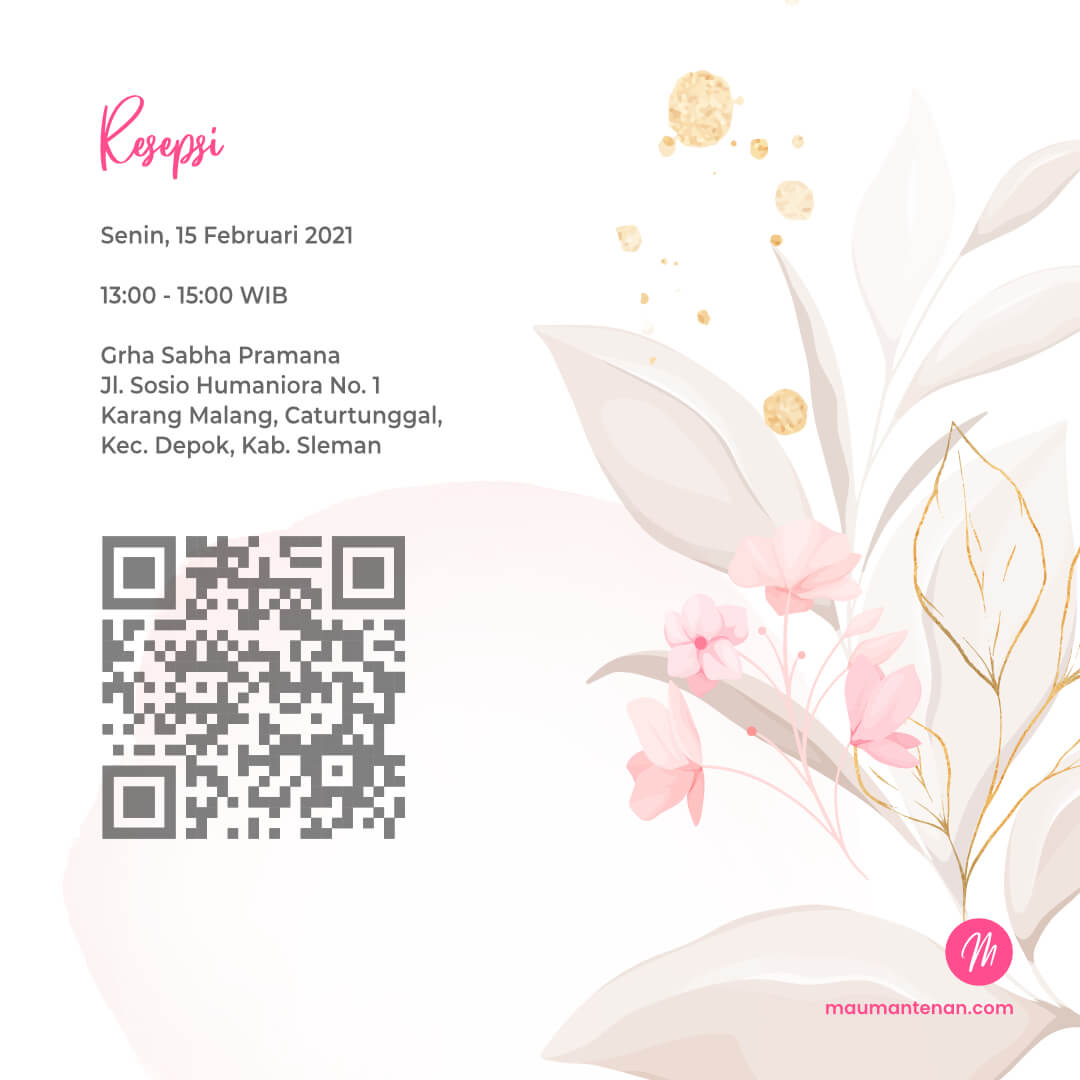 Resepsi
Senin, 15 Februari 2021
13:00 - 15:00 WIB
Grha Sabha Pramana
Jl. Sosio Humaniora No. 1
Karang Malang, Caturtunggal,
Kec. Depok, Kab. Sleman
M
maumantenan.com